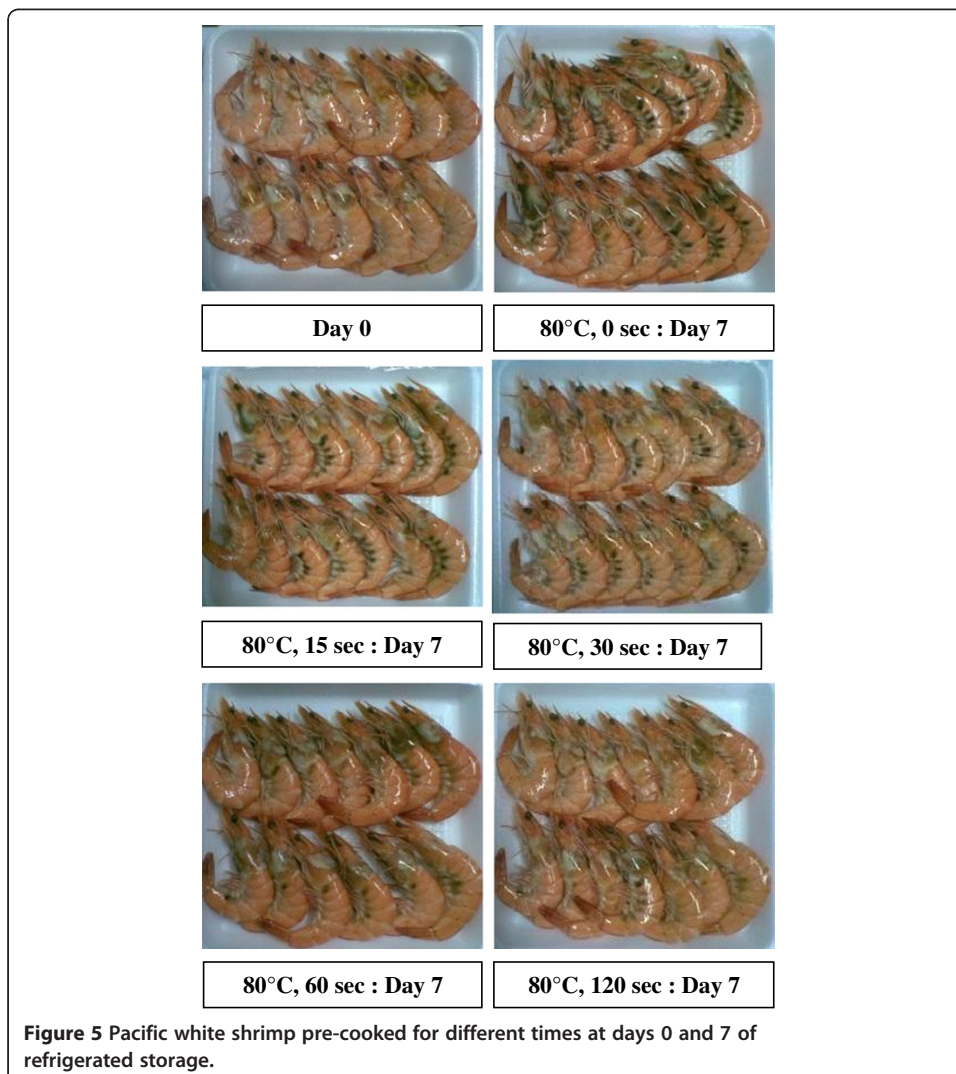 Day 0
80°C, 0 sec : Day 7
80°C, 15 sec : Day 7
80°C, 30 sec : Day 7
80°C, 60 sec : Day 7
80°C, 120 sec : Day 7
Figure 5 Pacific white shrimp pre-cooked for different times at days 0 and 7 of
refrigerated storage.